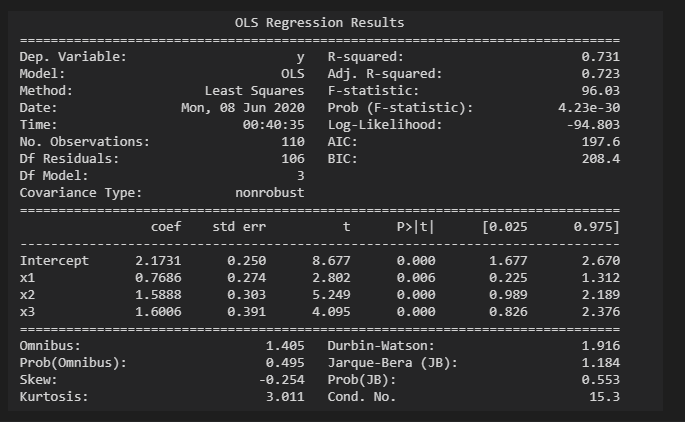 OLS Regression Results
==============================================================================
Dep. Variable: y R-squared: 0.731
Model: OLS Adj. R-squared: 0.723
Method: Least Squares F-statistic: 96.03
Date: Mon, 08 Jun 2020 Prob (F-statistic): 4.23e-30
Time: 00:40:35 Log-Likelihood: -94.803
No. Observations: 110 AIC: 197.6
Df Residuals: 106 BIC: 208.4
Df Model: 3
Covariance Type: nonrobust
==============================================================================
coef std err t P>|t| [0.025 0.975]
------------------------------------------------------------------------------
Intercept 2.1731 0.250 8.677 0.000 1.677 2.670
x1 0.7686 0.274 2.802 0.006 0.225 1.312
x2 1.5888 0.303 5.249 0.000 0.989 2.189
x3 1.6006 0.391 4.095 0.000 0.826 2.376
==============================================================================
Omnibus: 1.405 Durbin-Watson: 1.916
Prob(Omnibus): 0.495 Jarque-Bera (JB): 1.184
Skew: -0.254 Prob(JB): 0.553
Kurtosis: 3.011 Cond. No. 15.3